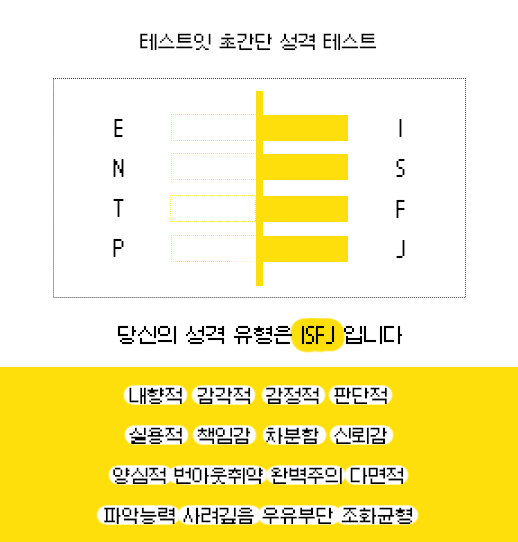 테스트잇 초간단 성격 테스트
E I
N S
T F
P J
당신의 성격 유형은 ISFJ 입니다
내향적 감각적 감정적 판단적
실용적 책임감 차분함 신뢰감
양심적 번아웃취약 완벽주의 다면적
파악능력 사려깊음 우유부단 조화균형